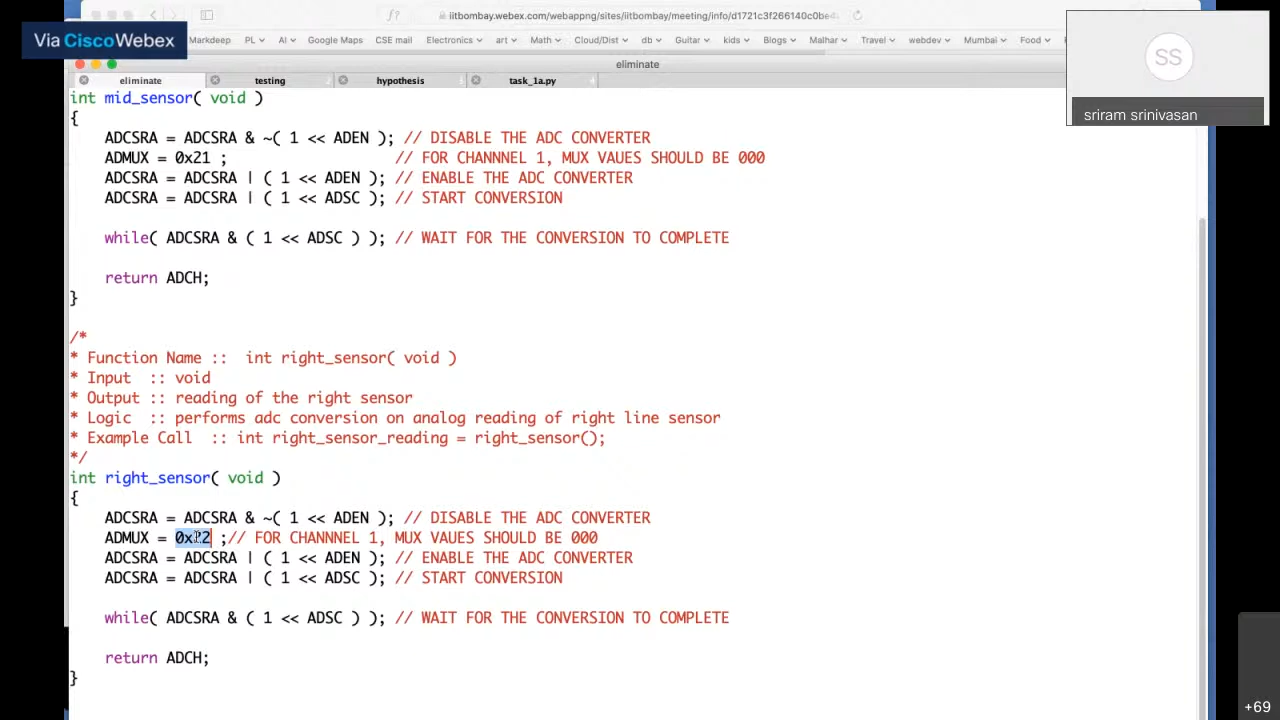 iitbombay.webex.com/webappng/sites/iitbombay/meeting/info/d1721c3f266140c0be4
Via Cisco Webex
Markdeep PL AI Google Maps CSE mail Electronics art Math Cloud/Dist db Guitar kids Blogs Malhar Travel webdev Mumbai Food
eliminate
eliminate testing hypothesis task_1a.py
SS
sriram srinivasan
int mid_sensor( void )
{
ADCSRA = ADCSRA & ~( 1 << ADEN ); // DISABLE THE ADC CONVERTER
ADMUX = 0x21 ; // FOR CHANNNEL 1, MUX VAUES SHOULD BE 000
ADCSRA = ADCSRA | ( 1 << ADEN ); // ENABLE THE ADC CONVERTER
ADCSRA = ADCSRA | ( 1 << ADSC ); // START CONVERSION
while( ADCSRA & ( 1 << ADSC ) ); // WAIT FOR THE CONVERSION TO COMPLETE
return ADCH;
}
/*
* Function Name :: int right_sensor( void )
* Input :: void
* Output :: reading of the right sensor
* Logic :: performs adc conversion on analog reading of right line sensor
* Example Call :: int right_sensor_reading = right_sensor();
*/
int right_sensor( void )
{
ADCSRA = ADCSRA & ~( 1 << ADEN ); // DISABLE THE ADC CONVERTER
ADMUX = 0x22 ;// FOR CHANNNEL 1, MUX VAUES SHOULD BE 000
ADCSRA = ADCSRA | ( 1 << ADEN ); // ENABLE THE ADC CONVERTER
ADCSRA = ADCSRA | ( 1 << ADSC ); // START CONVERSION
while( ADCSRA & ( 1 << ADSC ) ); // WAIT FOR THE CONVERSION TO COMPLETE
return ADCH;
}
+69